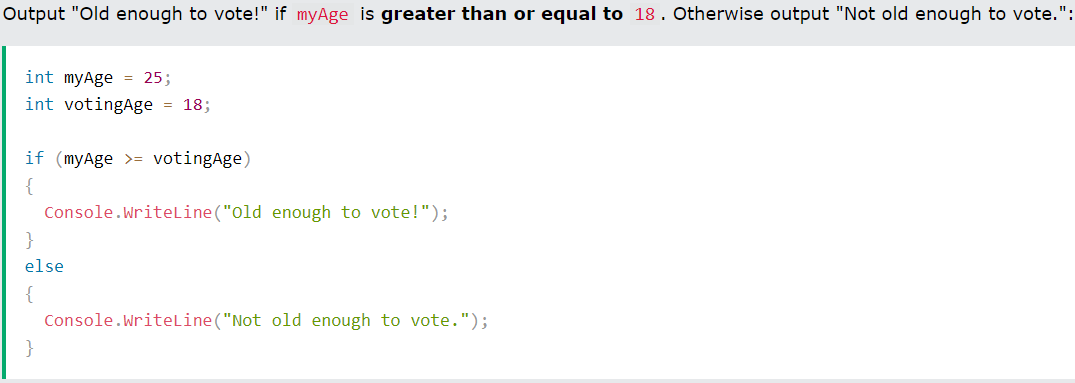 Output "Old enough to vote!" if myAge is greater than or equal to 18. Otherwise output "Not old enough to vote.":
int myAge = 25;
int votingAge = 18;
if (myAge >= votingAge)
{
  Console.WriteLine("Old enough to vote!");
}
else
{
  Console.WriteLine("Not old enough to vote.");
}